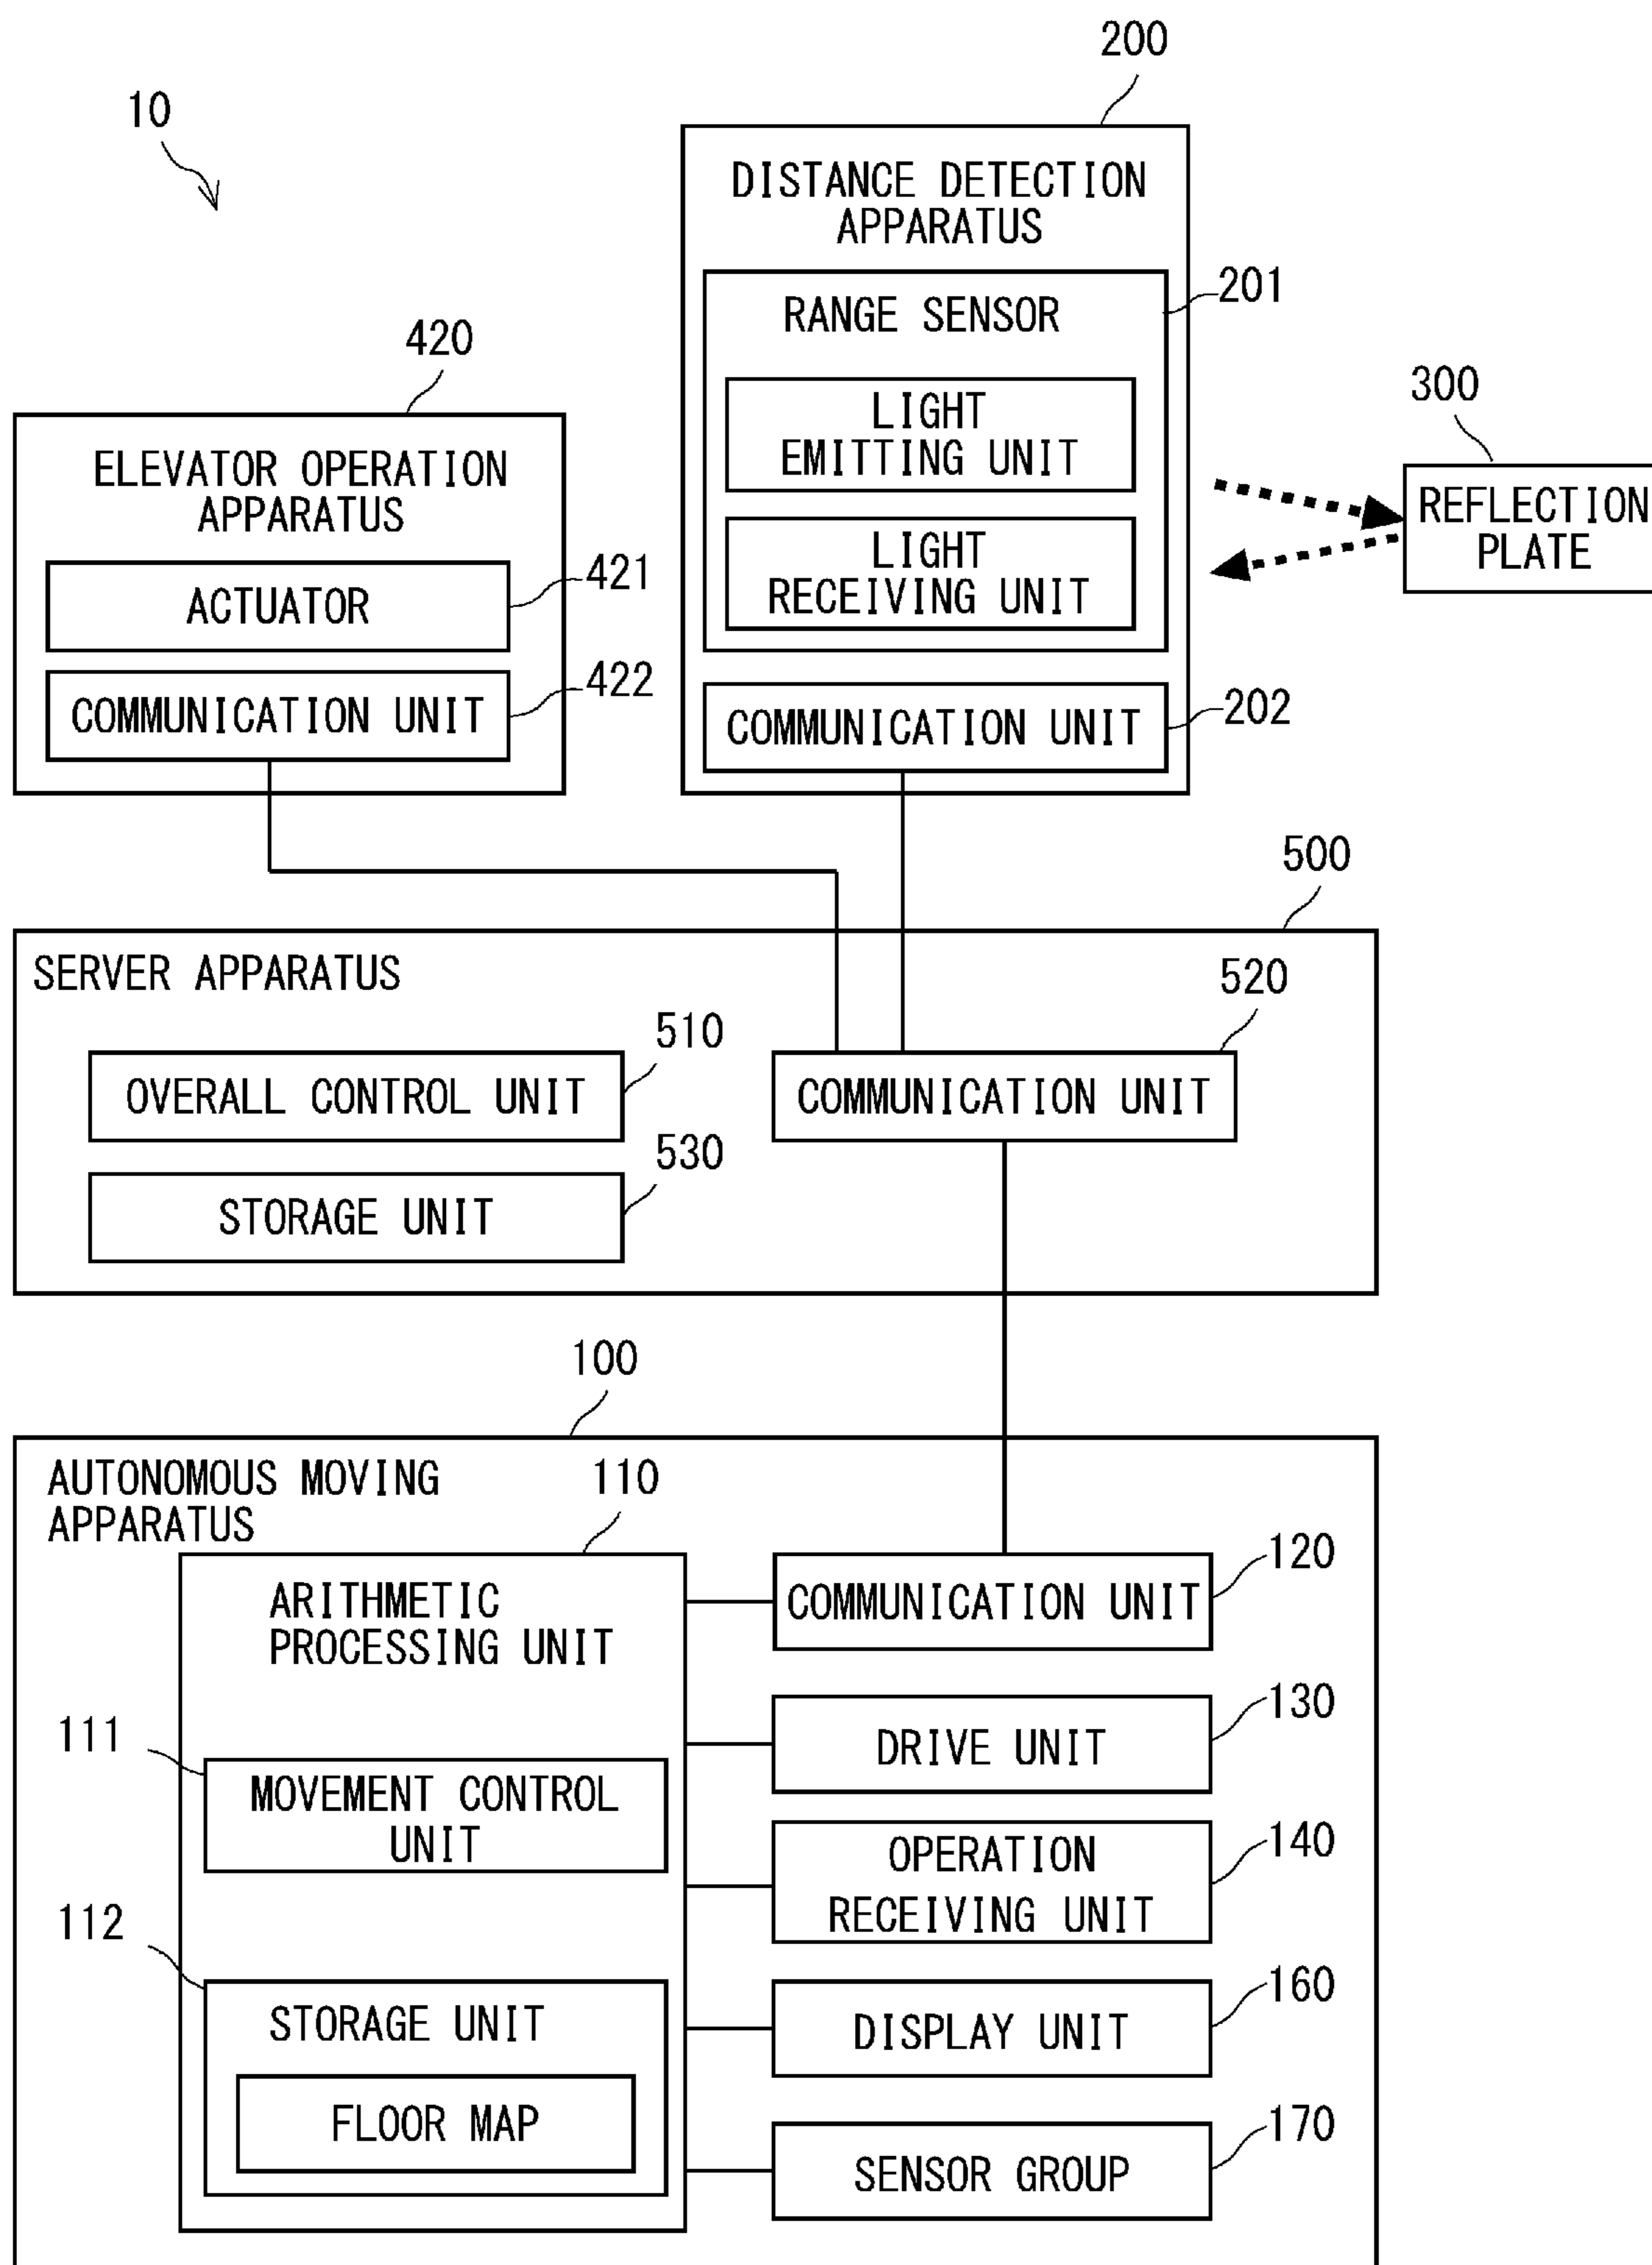 200
10
DISTANCE DETECTION
APPARATUS
201
RANGE SENSOR
420
LIGHT
EMITTING UNIT
300
ELEVATOR OPERATION
APPARATUS
REFLECTION
PLATE
LIGHT
RECEIVING UNIT
421
ACTUATOR
422
COMMUNICATION UNIT
202
COMMUNICATION UNIT
500
SERVER APPARATUS
520
510
OVERALL CONTROL UNIT
COMMUNICATION UNIT
530
STORAGE UNIT
100
AUTONOMOUS MOVING
APPARATUS
110
120
ARITHMETIC
PROCESSING UNIT
COMMUNICATION UNIT
130
111
DRIVE UNIT
MOVEMENT CONTROL
UNIT
140
OPERATION
RECEIVING UNIT
112
160
STORAGE UNIT
DISPLAY UNIT
FLOOR MAP
170
SENSOR GROUP